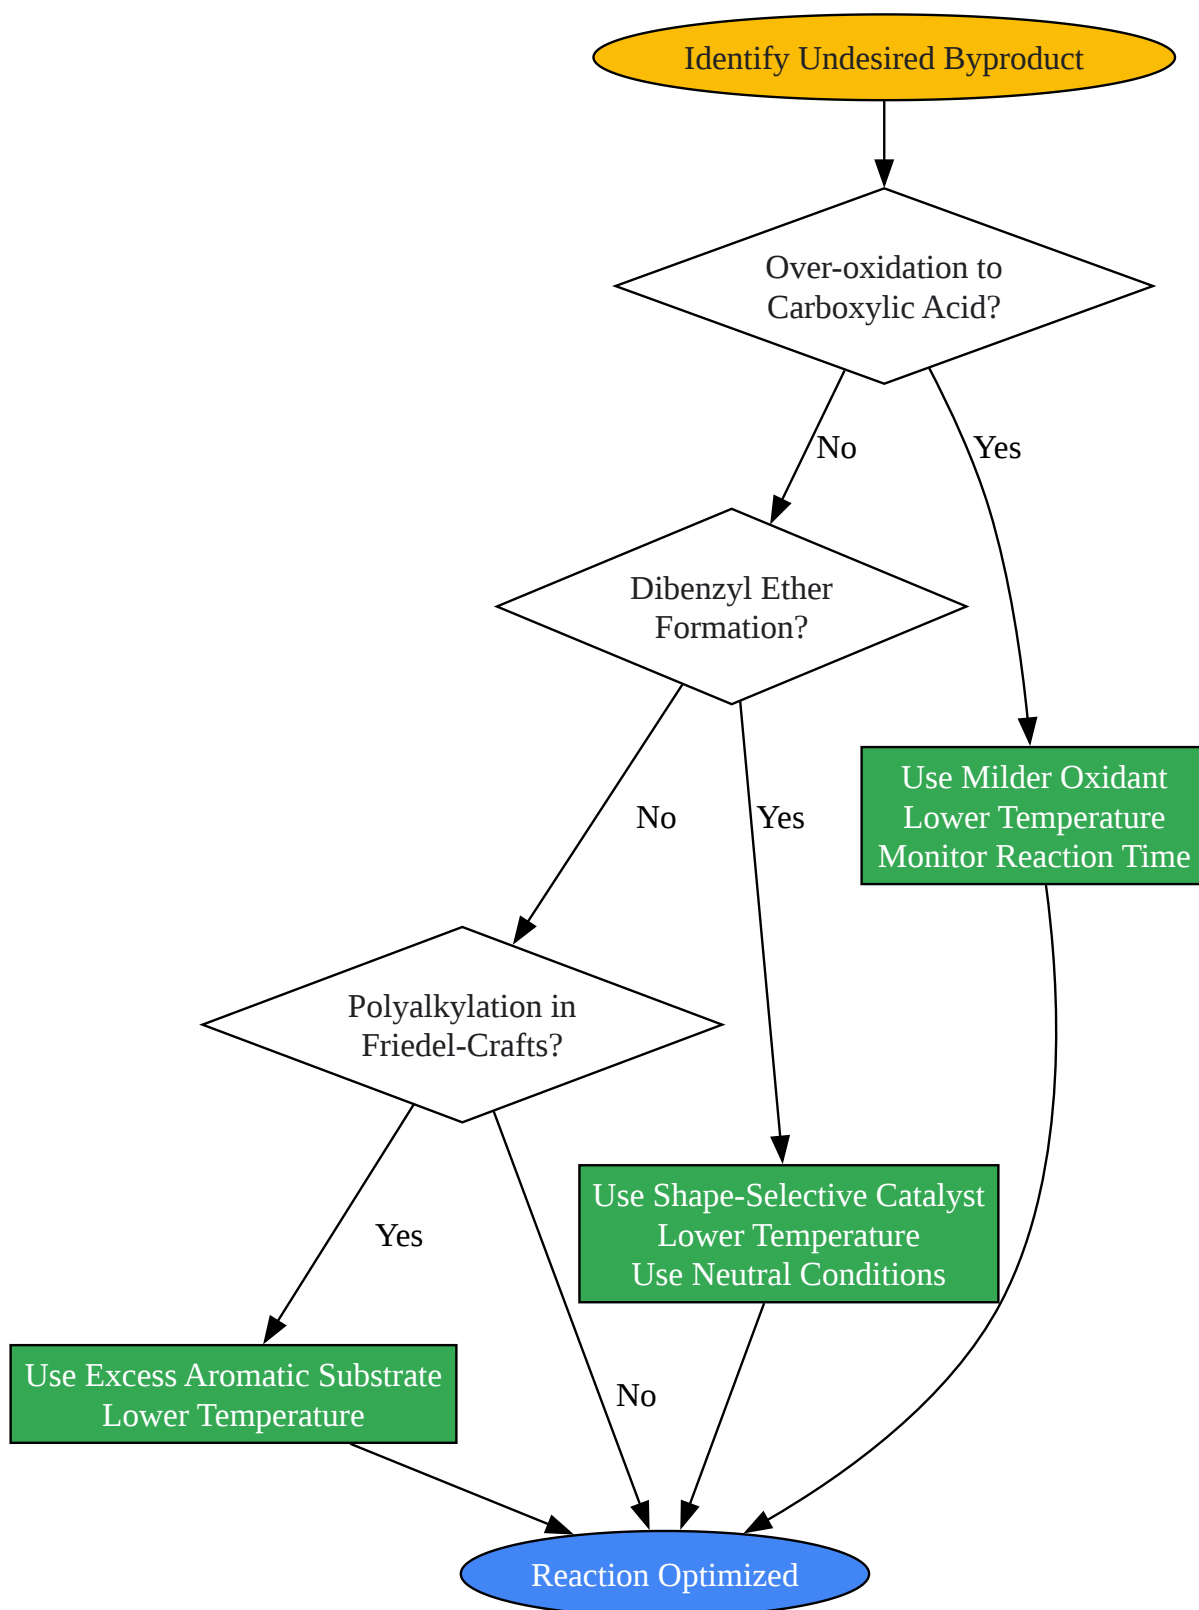 Identify Undesired Byproduct
Over-oxidation to
Carboxylic Acid?
No
Yes
Dibenzyl Ether
Formation?
Use Milder Oxidant
Lower Temperature
Monitor Reaction Time
No
Yes
Polyalkylation in
Friedel-Crafts?
Use Shape-Selective Catalyst
Lower Temperature
Use Neutral Conditions
Yes
Use Excess Aromatic Substrate
Lower Temperature
No
Reaction Optimized